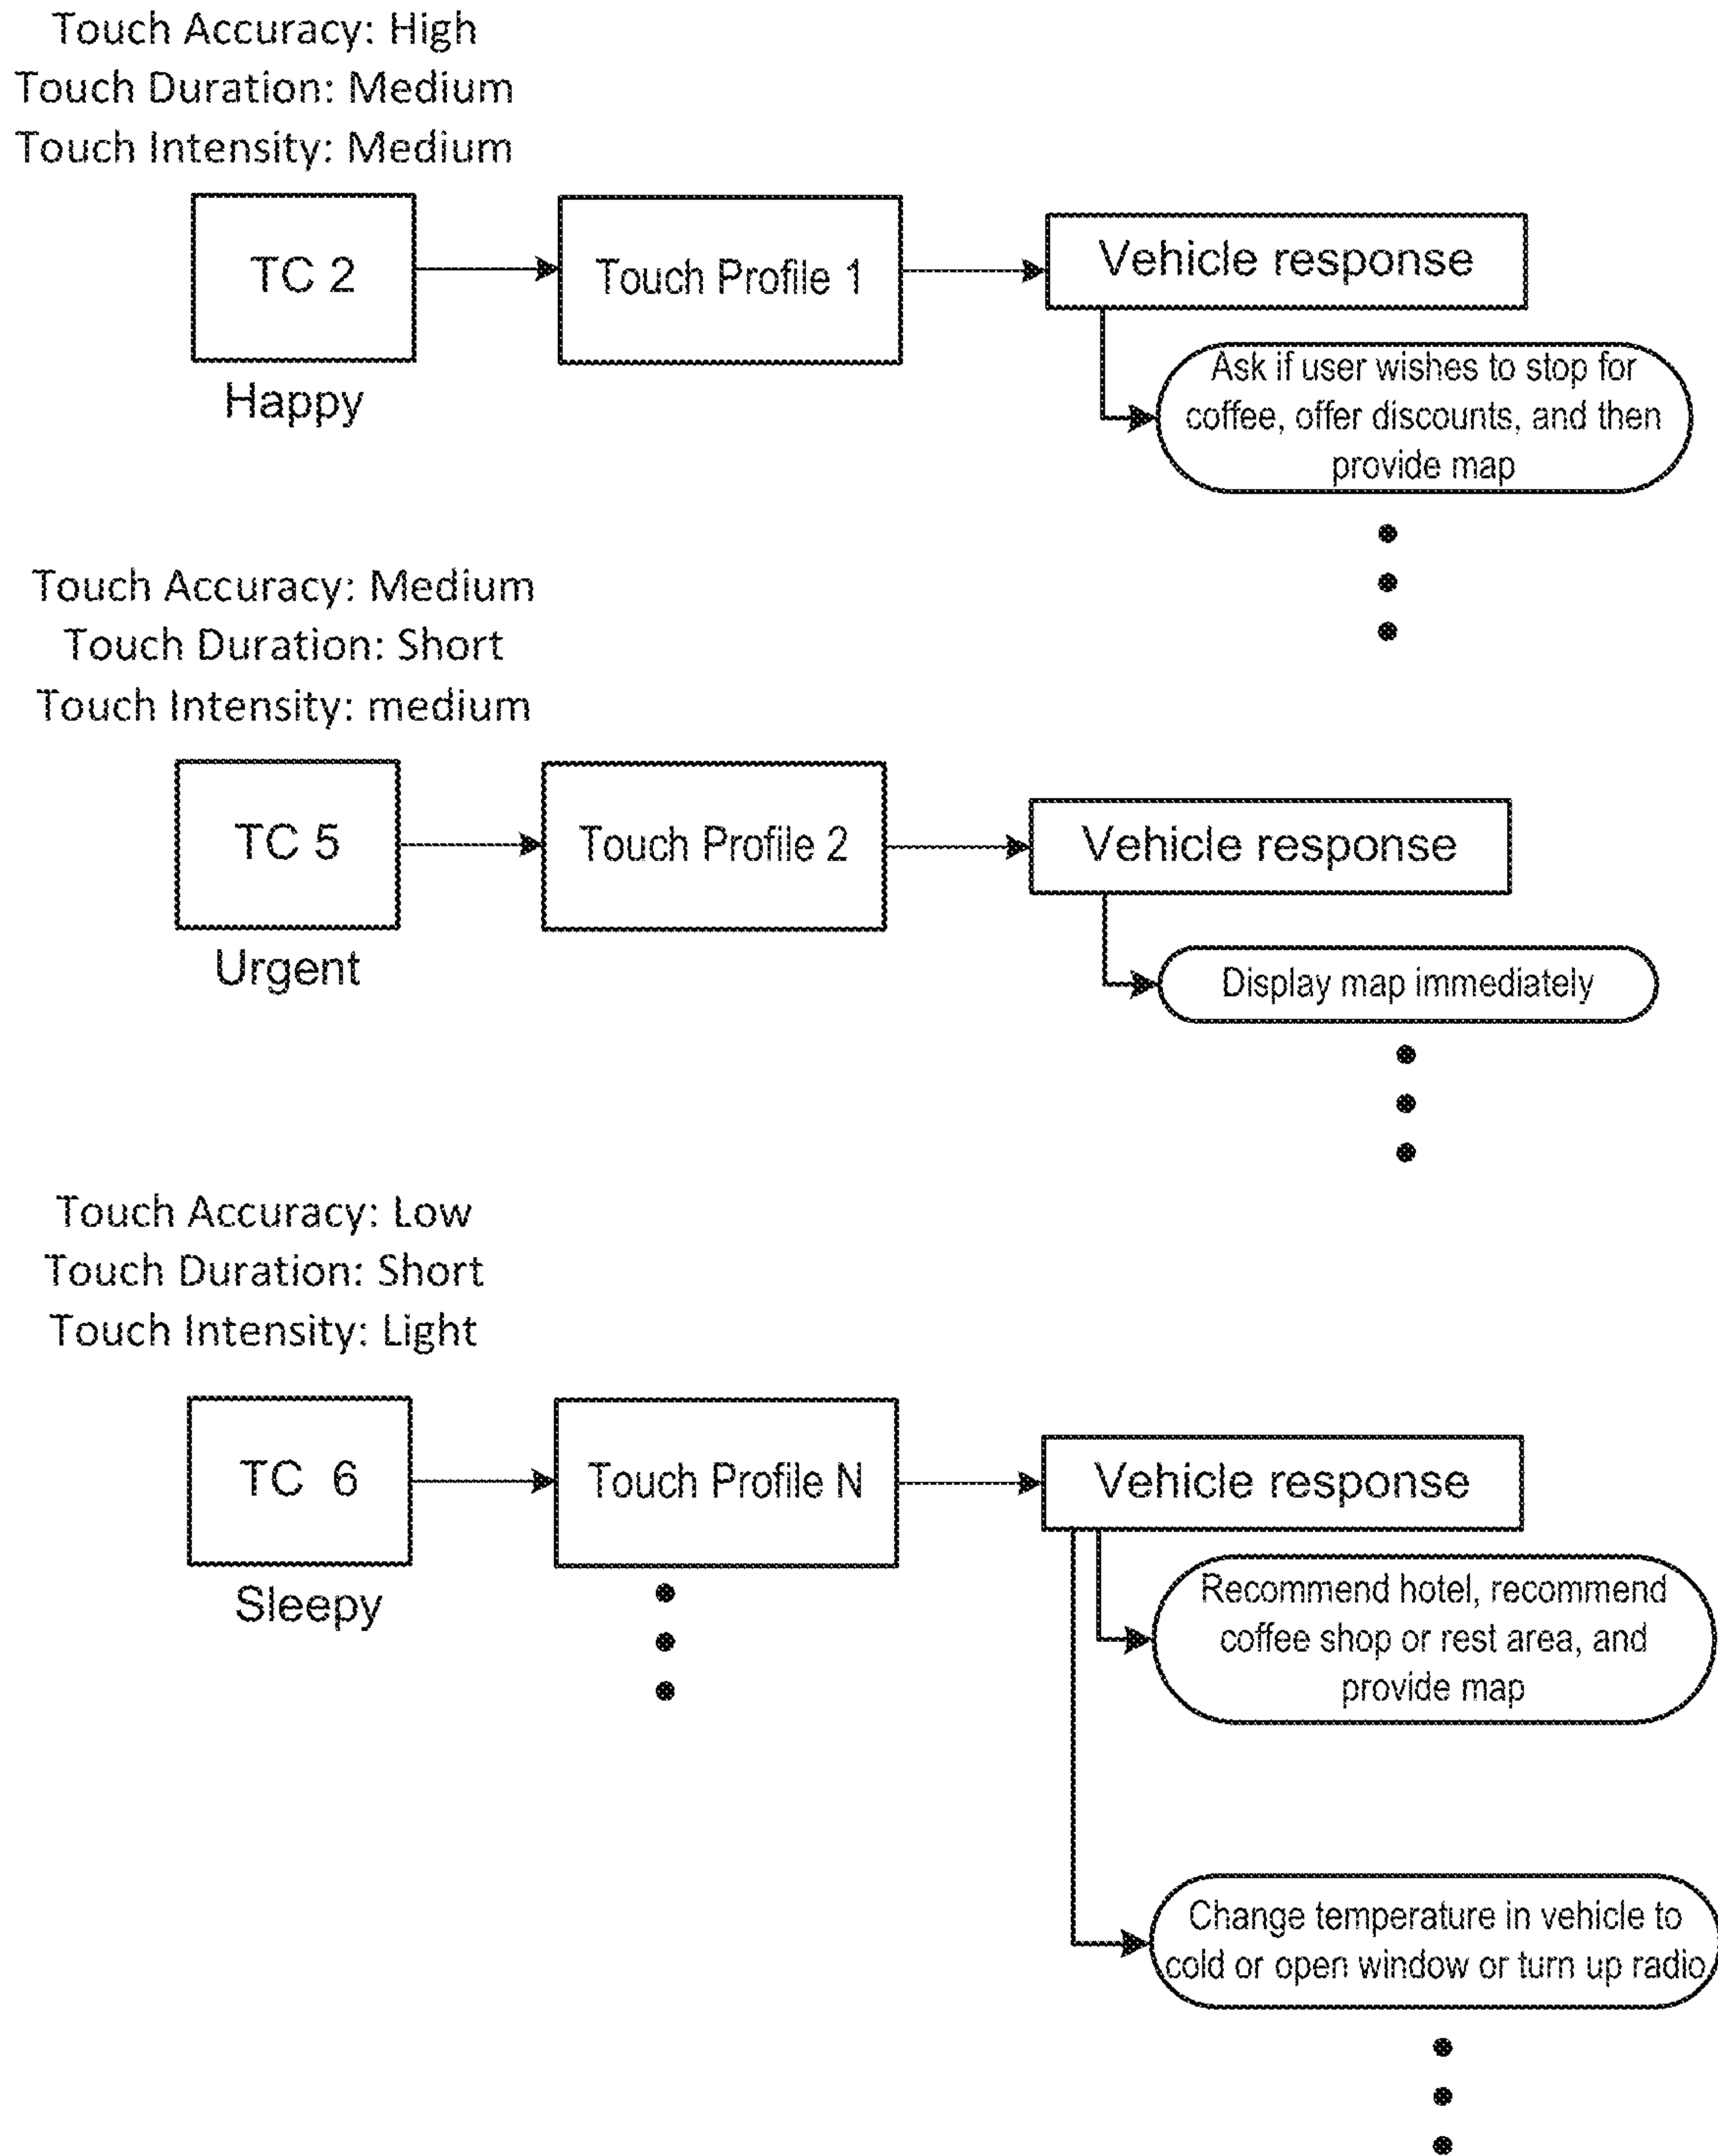 Touch Accuracy: High
Touch Duration: Medium
Touch Intensity: Medium
TC 2
Happy
Touch Profile 1
Vehicle response
Ask if user wishes to stop for
coffee, offer discounts, and then
provide map
Touch Accuracy: Medium
Touch Duration: Short
Touch Intensity: medium
TC 5
Urgent
Touch Profile 2
Vehicle response
Display map immediately
Touch Accuracy: Low
Touch Duration: Short
Touch Intensity: Light
TC 6
Sleepy
Touch Profile N
Vehicle response
Recommend hotel, recommend
coffee shop or rest area, and
provide map
Change temperature in vehicle to
cold or open window or turn up radio